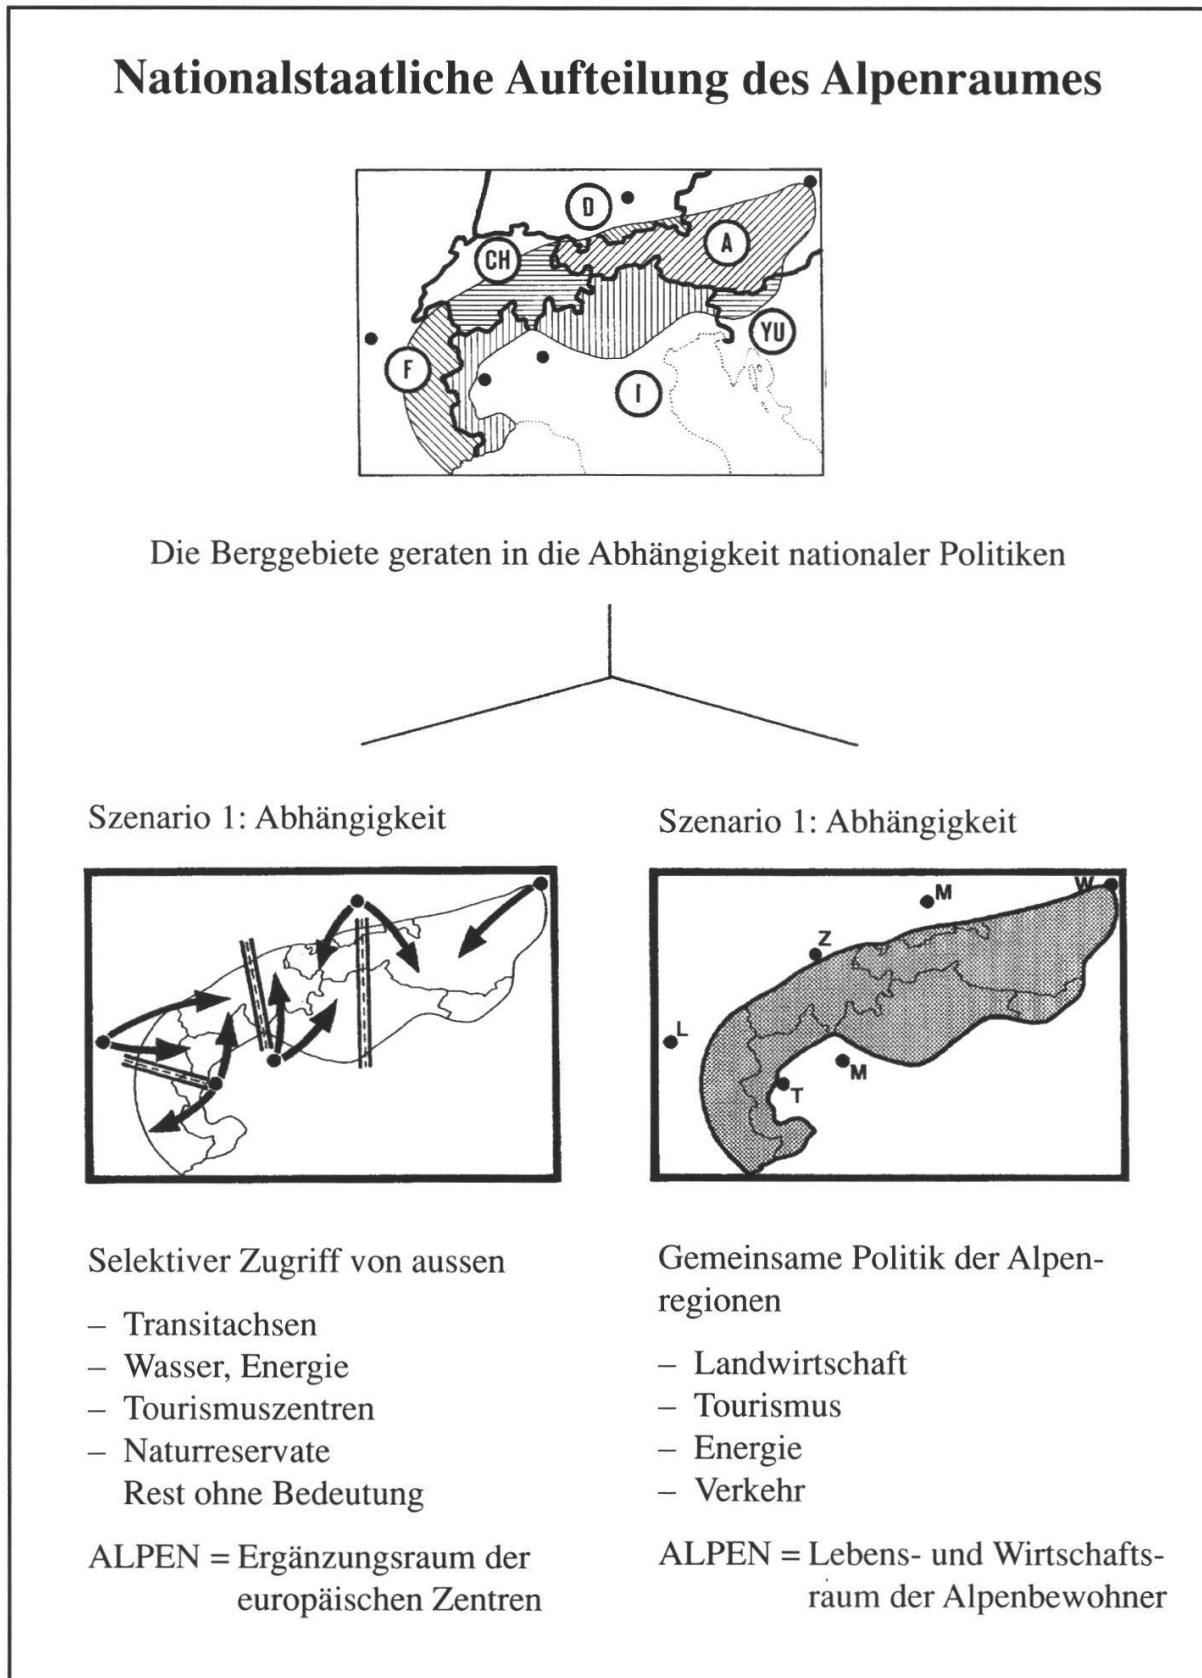 Nationalstaatliche Aufteilung des Alpenraumes
D
A
CH
YU
F
I
Die Berggebiete geraten in die Abhängigkeit nationaler Politiken
Szenario 1: Abhängigkeit
Selektiver Zugriff von aussen
– Transitachsen
– Wasser, Energie
– Tourismuszentren
– Naturreservate
Rest ohne Bedeutung
ALPEN = Ergänzungsraum der
europäischen Zentren
Szenario 1: Abhängigkeit
W
M
Z
L
M
T
Gemeinsame Politik der Alpen-
regionen
– Landwirtschaft
– Tourismus
– Energie
– Verkehr
ALPEN = Lebens- und Wirtschafts-
raum der Alpenbewohner